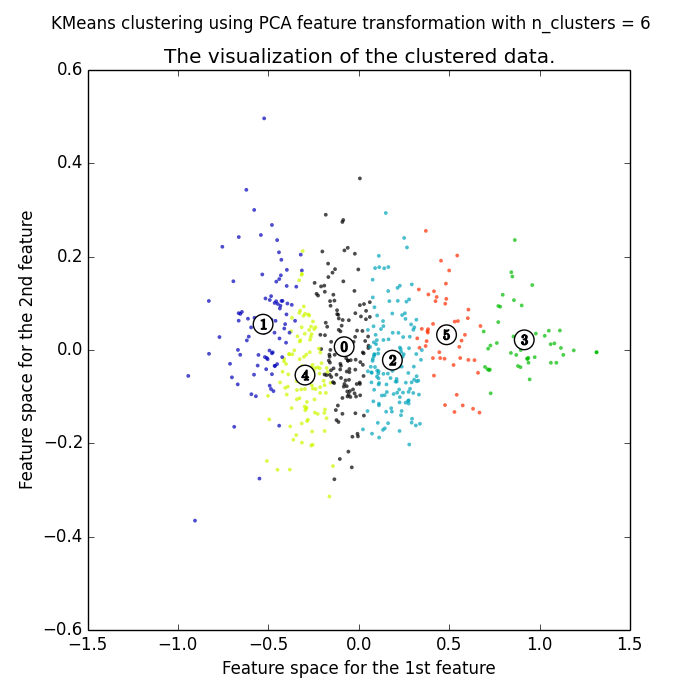 KMeans clustering using PCA feature transformation with n_clusters = 6
The visualization of the clustered data.
0.6
0.4
0.2
0.0
−0.2
−0.4
−0.6
Feature space for the 2nd feature
1
4
0
2
5
3
−1.5 −1.0 −0.5 0.0 0.5 1.0 1.5
Feature space for the 1st feature